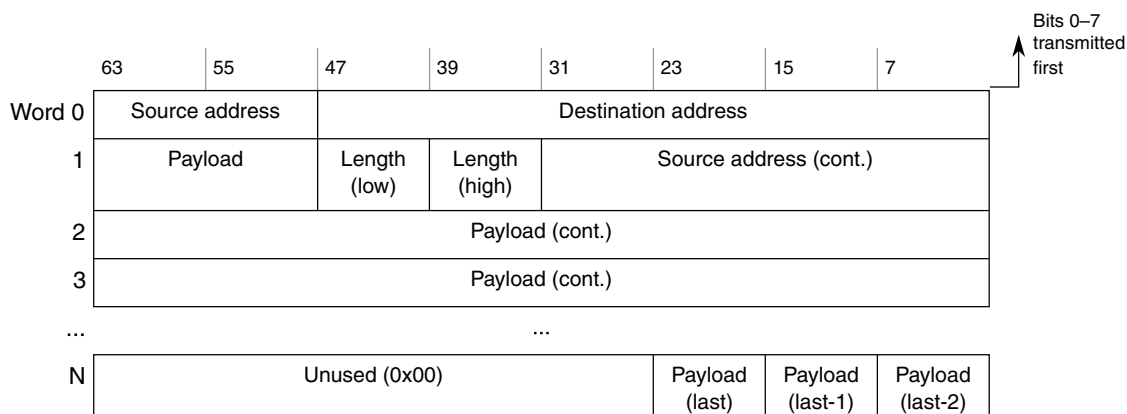 Bits 0–7
transmitted
first
63 55 47 39 31 23 15 7
Word 0 Source address Destination address
1 Payload Length Length Source address (cont.)
(low) (high)
2 Payload (cont.)
3 Payload (cont.)
... ...
N Unused (0x00) Payload Payload Payload
(last) (last-1) (last-2)